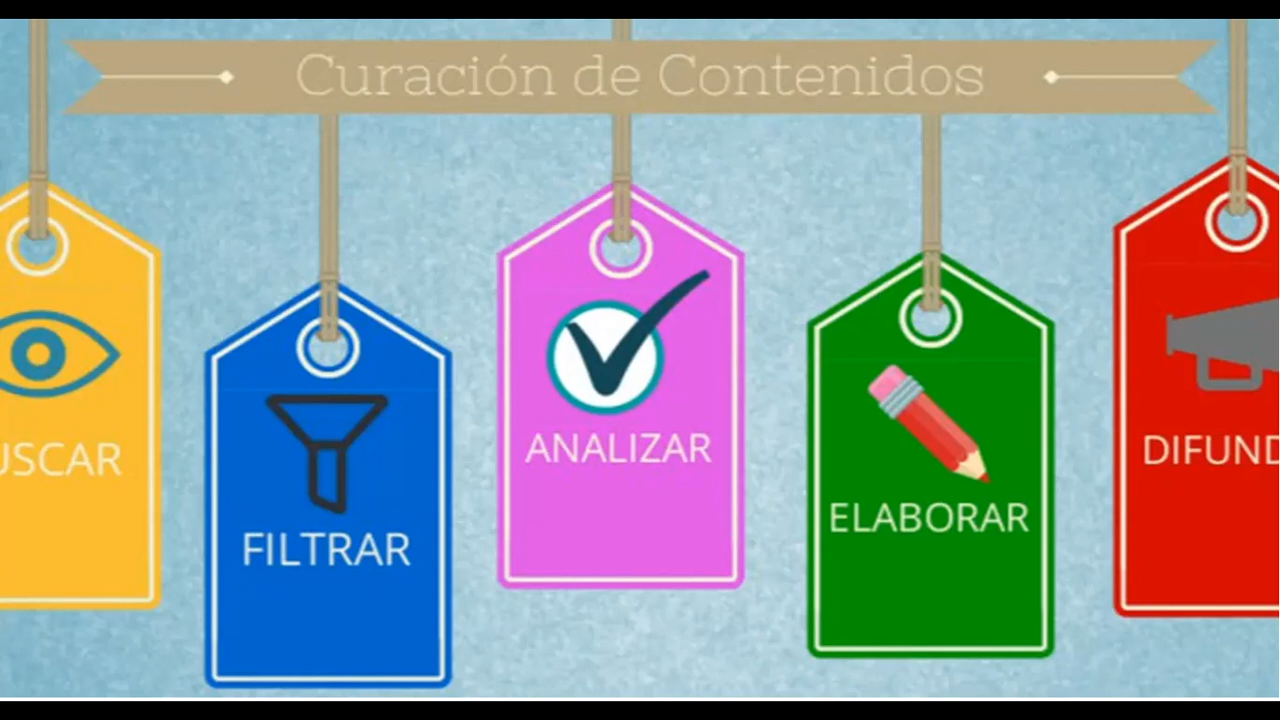 Curación de Contenidos
USCAR
FILTRAR
ANALIZAR
ELABORAR
DIFUND